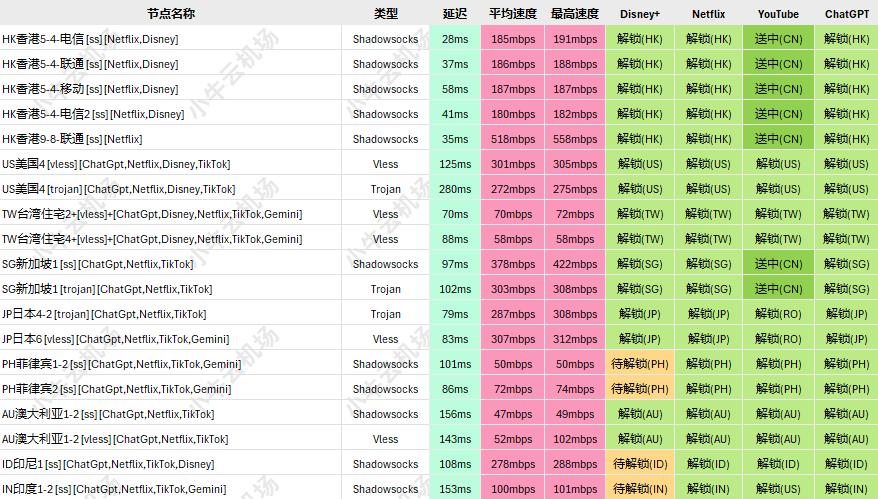 节点名称 类型 延迟 平均速度 最高速度 Disney+ Netflix YouTube ChatGPT
HK香港5-4-电信[ss][Netflix,Disney] Shadowsocks 28ms 185mbps 191mbps 解锁(HK) 解锁(HK) 送中(CN) 解锁(HK)
HK香港5-4-联通[ss][Netflix,Disney] Shadowsocks 37ms 186mbps 188mbps 解锁(HK) 解锁(HK) 送中(CN) 解锁(HK)
HK香港5-4-移动[ss][Netflix,Disney] Shadowsocks 58ms 187mbps 187mbps 解锁(HK) 解锁(HK) 送中(CN) 解锁(HK)
HK香港5-4-电信2[ss][Netflix,Disney] Shadowsocks 41ms 180mbps 182mbps 解锁(HK) 解锁(HK) 送中(CN) 解锁(HK)
HK香港9-8-联通[ss][Netflix] Shadowsocks 35ms 518mbps 558mbps 解锁(HK) 解锁(HK) 送中(CN) 解锁(HK)
US美国4[vless][ChatGpt,Netflix,Disney,TikTok] Vless 125ms 301mbps 305mbps 解锁(US) 解锁(US) 解锁(US) 解锁(US)
US美国4[trojan][ChatGpt,Netflix,Disney,TikTok] Trojan 280ms 272mbps 275mbps 解锁(US) 解锁(US) 解锁(US) 解锁(US)
TW台湾住宅2+[vless]+[ChatGpt,Disney,Netflix,TikTok,Gemini] Vless 70ms 70mbps 72mbps 解锁(TW) 解锁(TW) 解锁(TW) 解锁(TW)
TW台湾住宅4+[vless]+[ChatGpt,Disney,Netflix,TikTok,Gemini] Vless 88ms 58mbps 58mbps 解锁(TW) 解锁(TW) 解锁(TW) 解锁(TW)
SG新加坡1[ss][ChatGpt,Netflix,TikTok] Shadowsocks 97ms 378mbps 422mbps 解锁(SG) 解锁(SG) 送中(CN) 解锁(SG)
SG新加坡1[trojan][ChatGpt,Netflix,TikTok] Trojan 102ms 303mbps 308mbps 解锁(SG) 解锁(SG) 送中(CN) 解锁(SG)
JP日本4-2[trojan][ChatGpt,Netflix,TikTok] Trojan 79ms 287mbps 308mbps 解锁(JP) 解锁(JP) 解锁(RO) 解锁(JP)
JP日本6[vless][ChatGpt,Netflix,TikTok,Gemini] Vless 83ms 307mbps 312mbps 解锁(JP) 解锁(JP) 解锁(JP) 解锁(JP)
PH菲律宾1-2[ss][ChatGpt,Netflix,TikTok,Gemini] Shadowsocks 101ms 50mbps 50mbps 待解锁(PH) 解锁(PH) 解锁(PH) 解锁(PH)
PH菲律宾2[ss][ChatGpt,Netflix,TikTok,Gemini] Shadowsocks 86ms 72mbps 74mbps 待解锁(PH) 解锁(PH) 解锁(PH) 解锁(PH)
AU澳大利亚1-2[ss][ChatGpt,Netflix,TikTok] Shadowsocks 156ms 47mbps 49mbps 解锁(AU) 解锁(AU) 解锁(AU) 解锁(AU)
AU澳大利亚1-2[vless][ChatGpt,Netflix,TikTok] Vless 143ms 52mbps 102mbps 解锁(AU) 解锁(AU) 解锁(AU) 解锁(AU)
ID印尼1[ss][ChatGpt,Netflix,TikTok,Disney] Shadowsocks 108ms 278mbps 288mbps 待解锁(ID) 解锁(ID) 解锁(ID) 解锁(ID)
IN印度1-2[ss][ChatGpt,Netflix,TikTok,Gemini] Shadowsocks 153ms 100mbps 101mbps 待解锁(IN) 解锁(IN) 解锁(US) 解锁(IN)
小牛云机场